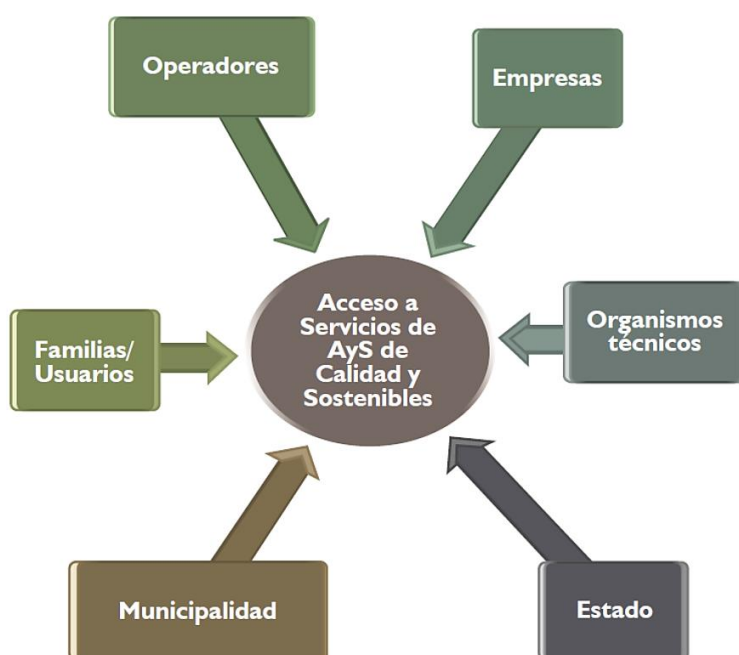 Operadores
Empresas
Acceso a
Servicios de
AyS de
Calidad y
Sostenibles
Familias/
Usuarios
Organismos
técnicos
Municipalidad
Estado